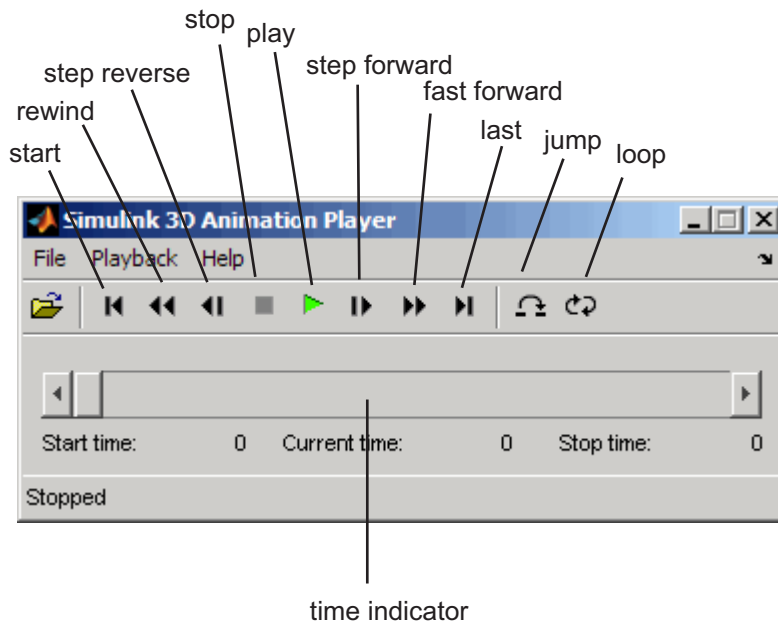 stop
play
step reverse
step forward
rewind
fast forward
start
last
jump
loop
Simulink 3D Animation Player
File Playback Help
Start time: 0 Current time: 0 Stop time: 0
Stopped
time indicator